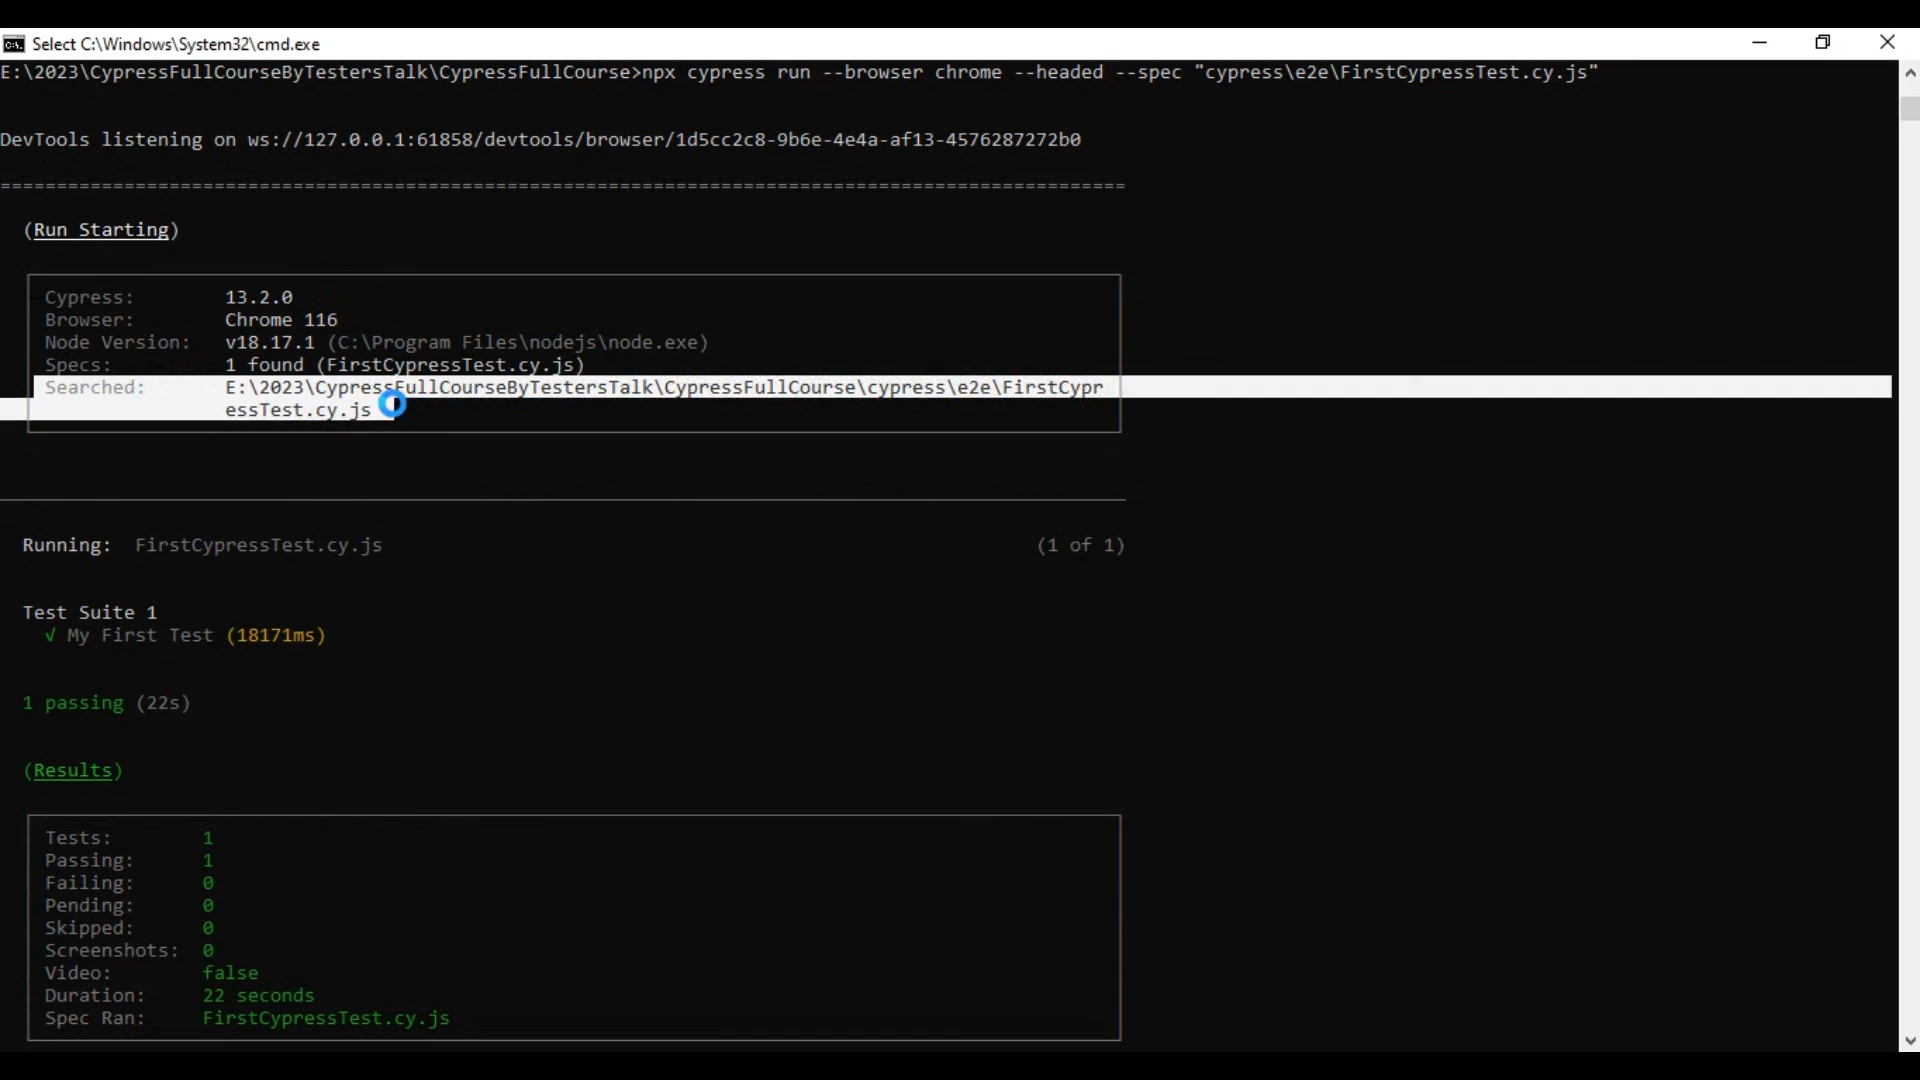 Select C:\Windows\System32\cmd.exe
E:\2023\CypressFullCourseByTestersTalk\CypressFullCourse>npx cypress run --browser chrome --headed --spec "cypress\e2e\FirstCypressTest.cy.js"
DevTools listening on ws://127.0.0.1:61858/devtools/browser/1d5cc2c8-9b6e-4e4a-af13-4576287272b0
====================================================================================================
(Run Starting)
Cypress: 13.2.0
Browser: Chrome 116
Node Version: v18.17.1 (C:\Program Files\nodejs\node.exe)
Specs: 1 found (FirstCypressTest.cy.js)
Searched: E:\2023\CypressFullCourseByTestersTalk\CypressFullCourse\cypress\e2e\FirstCypr
essTest.cy.js
Running: FirstCypressTest.cy.js (1 of 1)
Test Suite 1
√ My First Test (18171ms)
1 passing (22s)
(Results)
Tests: 1
Passing: 1
Failing: 0
Pending: 0
Skipped: 0
Screenshots: 0
Video: false
Duration: 22 seconds
Spec Ran: FirstCypressTest.cy.js